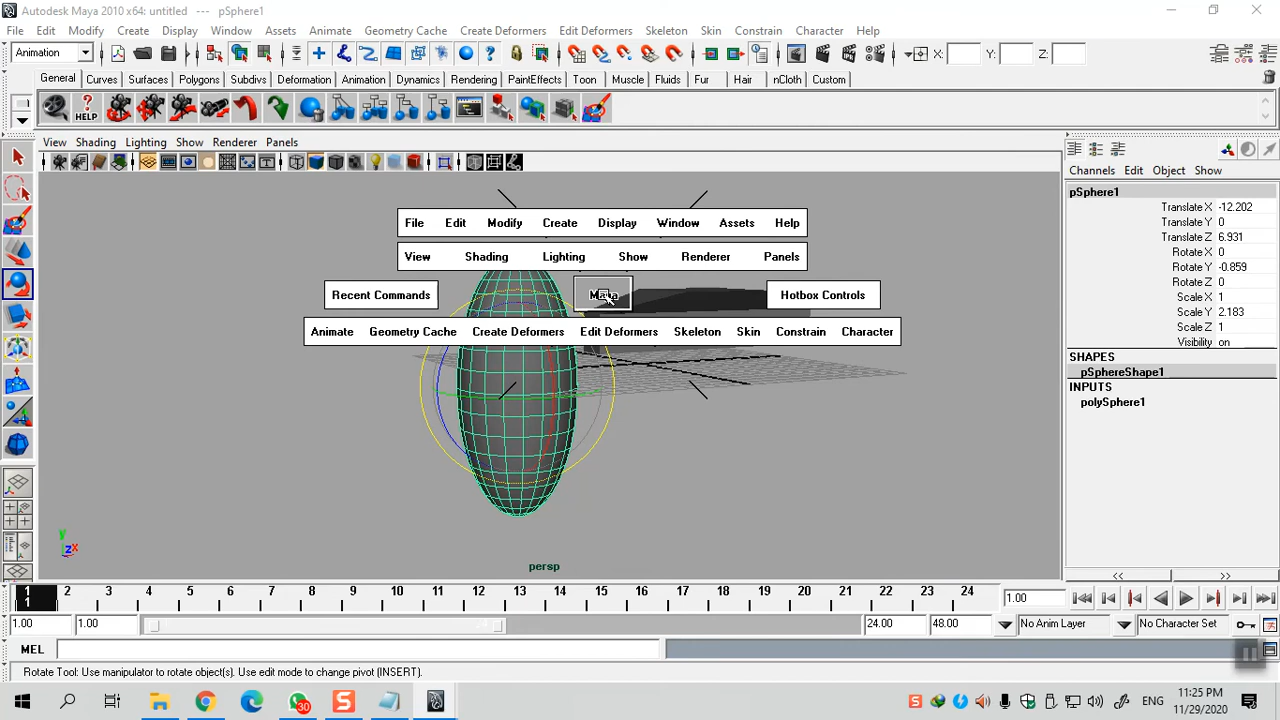 Autodesk Maya 2010 x64: untitled --- pSphere1
File Edit Modify Create Display Window Assets Animate Geometry Cache Create Deformers Edit Deformers Skeleton Skin Constrain Character Help
Animation X: Y: Z:
General Curves Surfaces Polygons Subdivs Deformation Animation Dynamics Rendering PaintEffects Toon Muscle Fluids Fur Hair nCloth Custom
HELP
View Shading Lighting Show Renderer Panels
Channels Edit Object Show
pSphere1
Translate X -12.202
Translate Y 0
Translate Z 6.931
Rotate X 0
Rotate Y -0.859
Rotate Z 0
Scale X 1
Scale Y 2.183
Scale Z 1
Visibility on
SHAPES
pSphereShape1
INPUTS
polySphere1
File Edit Modify Create Display Window Assets Help
View Shading Lighting Show Renderer Panels
Recent Commands Hotbox Controls
Animate Geometry Cache Create Deformers Edit Deformers Skeleton Skin Constrain Character
y z x
persp
<< >>
1 2 3 4 5 6 7 8 9 10 11 12 13 14 15 16 17 18 19 20 21 22 23 24 1.00
1
1.00 1.00 24.00 48.00 No Anim Layer No Character Set
MEL
Rotate Tool: Use manipulator to rotate object(s). Use edit mode to change pivot (INSERT).
30 ENG 11:25 PM
11/29/2020